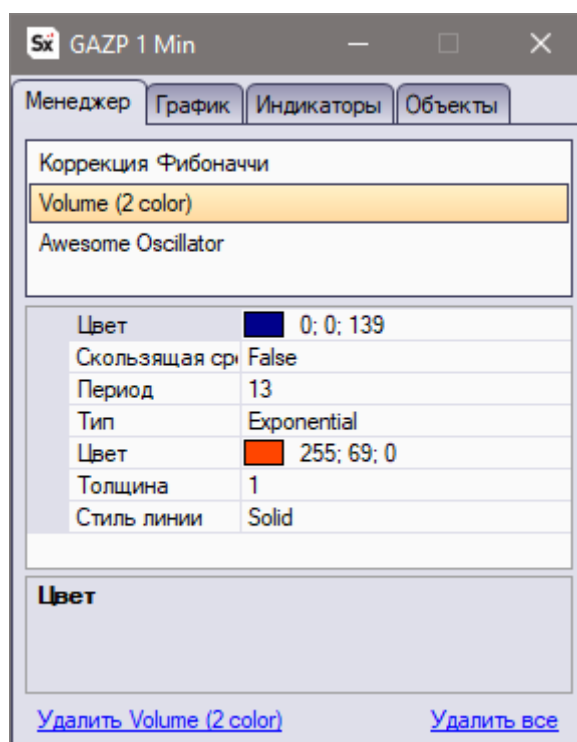 Sx GAZP 1 Min
Менеджер График Индикаторы Объекты
Коррекция Фибоначчи
Volume (2 color)
Awesome Oscillator
Цвет 0; 0; 139
Скользящая сре False
Период 13
Тип Exponential
Цвет 255; 69; 0
Толщина 1
Стиль линии Solid
Цвет
Удалить Volume (2 color) Удалить все